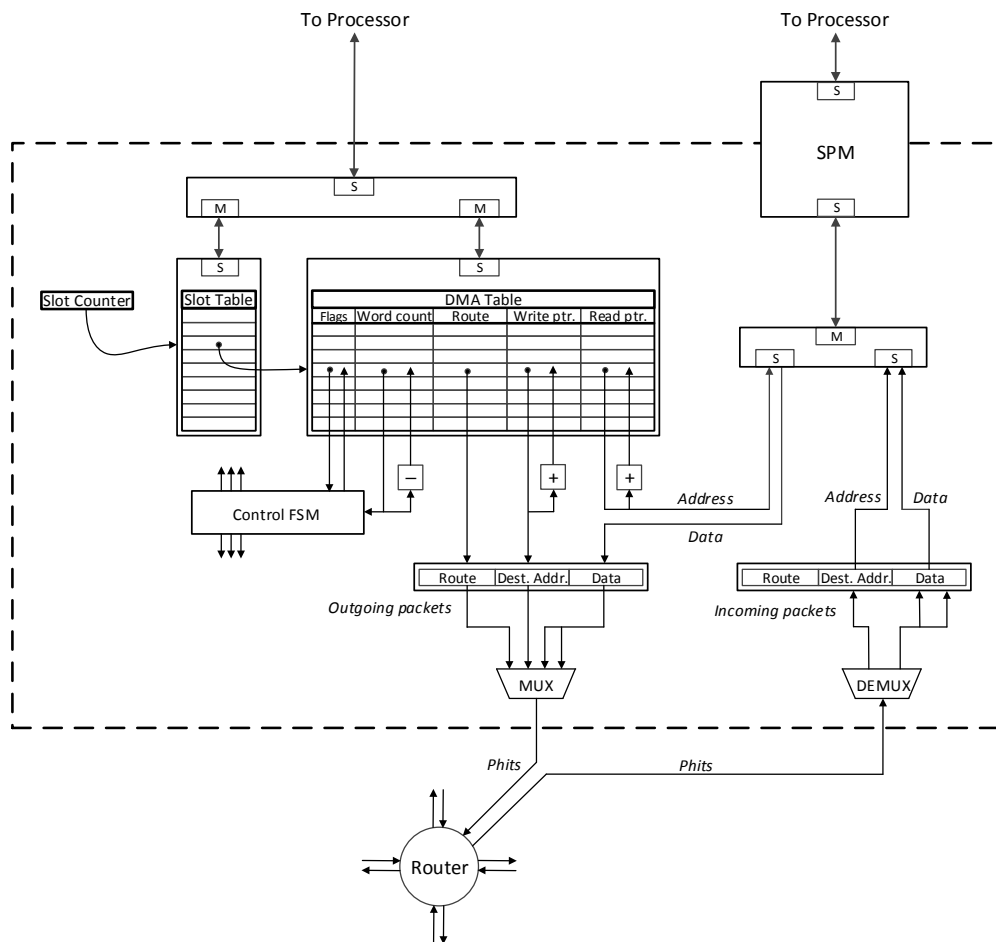 To Processor
To Processor
S
SPM
S
S
M
M
S
S
Slot Counter
Slot Table
DMA Table
Flags
Word count
Route
Write ptr.
Read ptr.
M
S
S
−
+
+
Control FSM
Address
Data
Address
Data
Route
Dest. Addr.
Data
Route
Dest. Addr.
Data
Outgoing packets
Incoming packets
MUX
DEMUX
Phits
Phits
Router